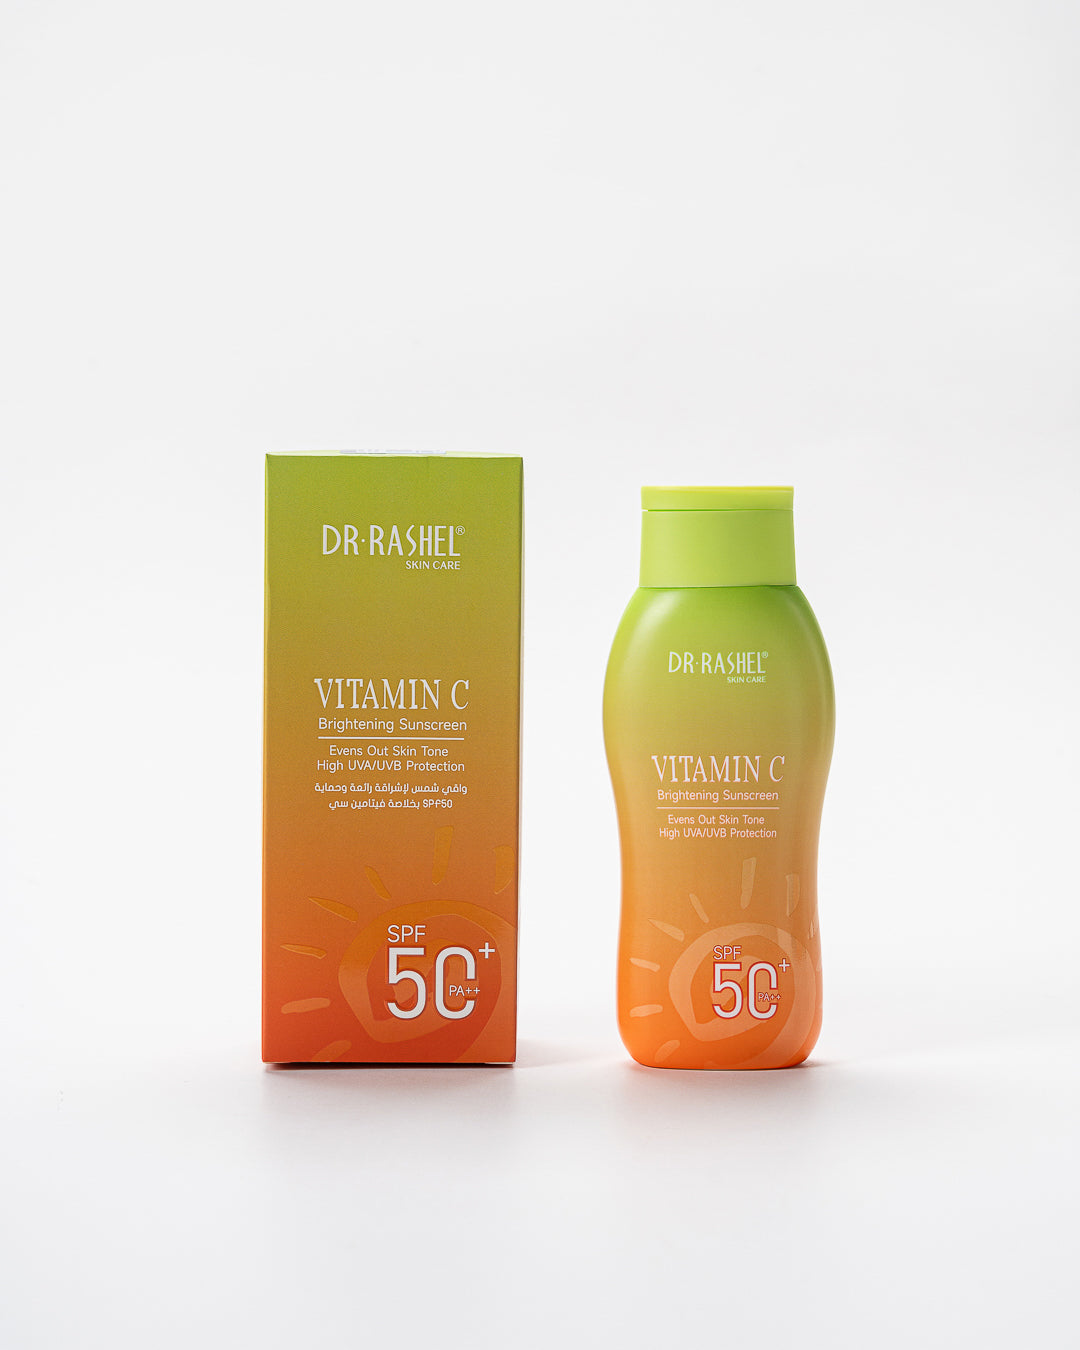 DR·RASHEL®
SKIN CARE
VITAMIN C
Brightening Sunscreen
Evens Out Skin Tone
High UVA/UVB Protection
واقي شمس لإشراقة رائعة وحماية
SPF50 بخلاصة فيتامين سي
SPF
50+
PA++
DR·RASHEL®
SKIN CARE
VITAMIN C
Brightening Sunscreen
Evens Out Skin Tone
High UVA/UVB Protection
SPF
50+
PA++